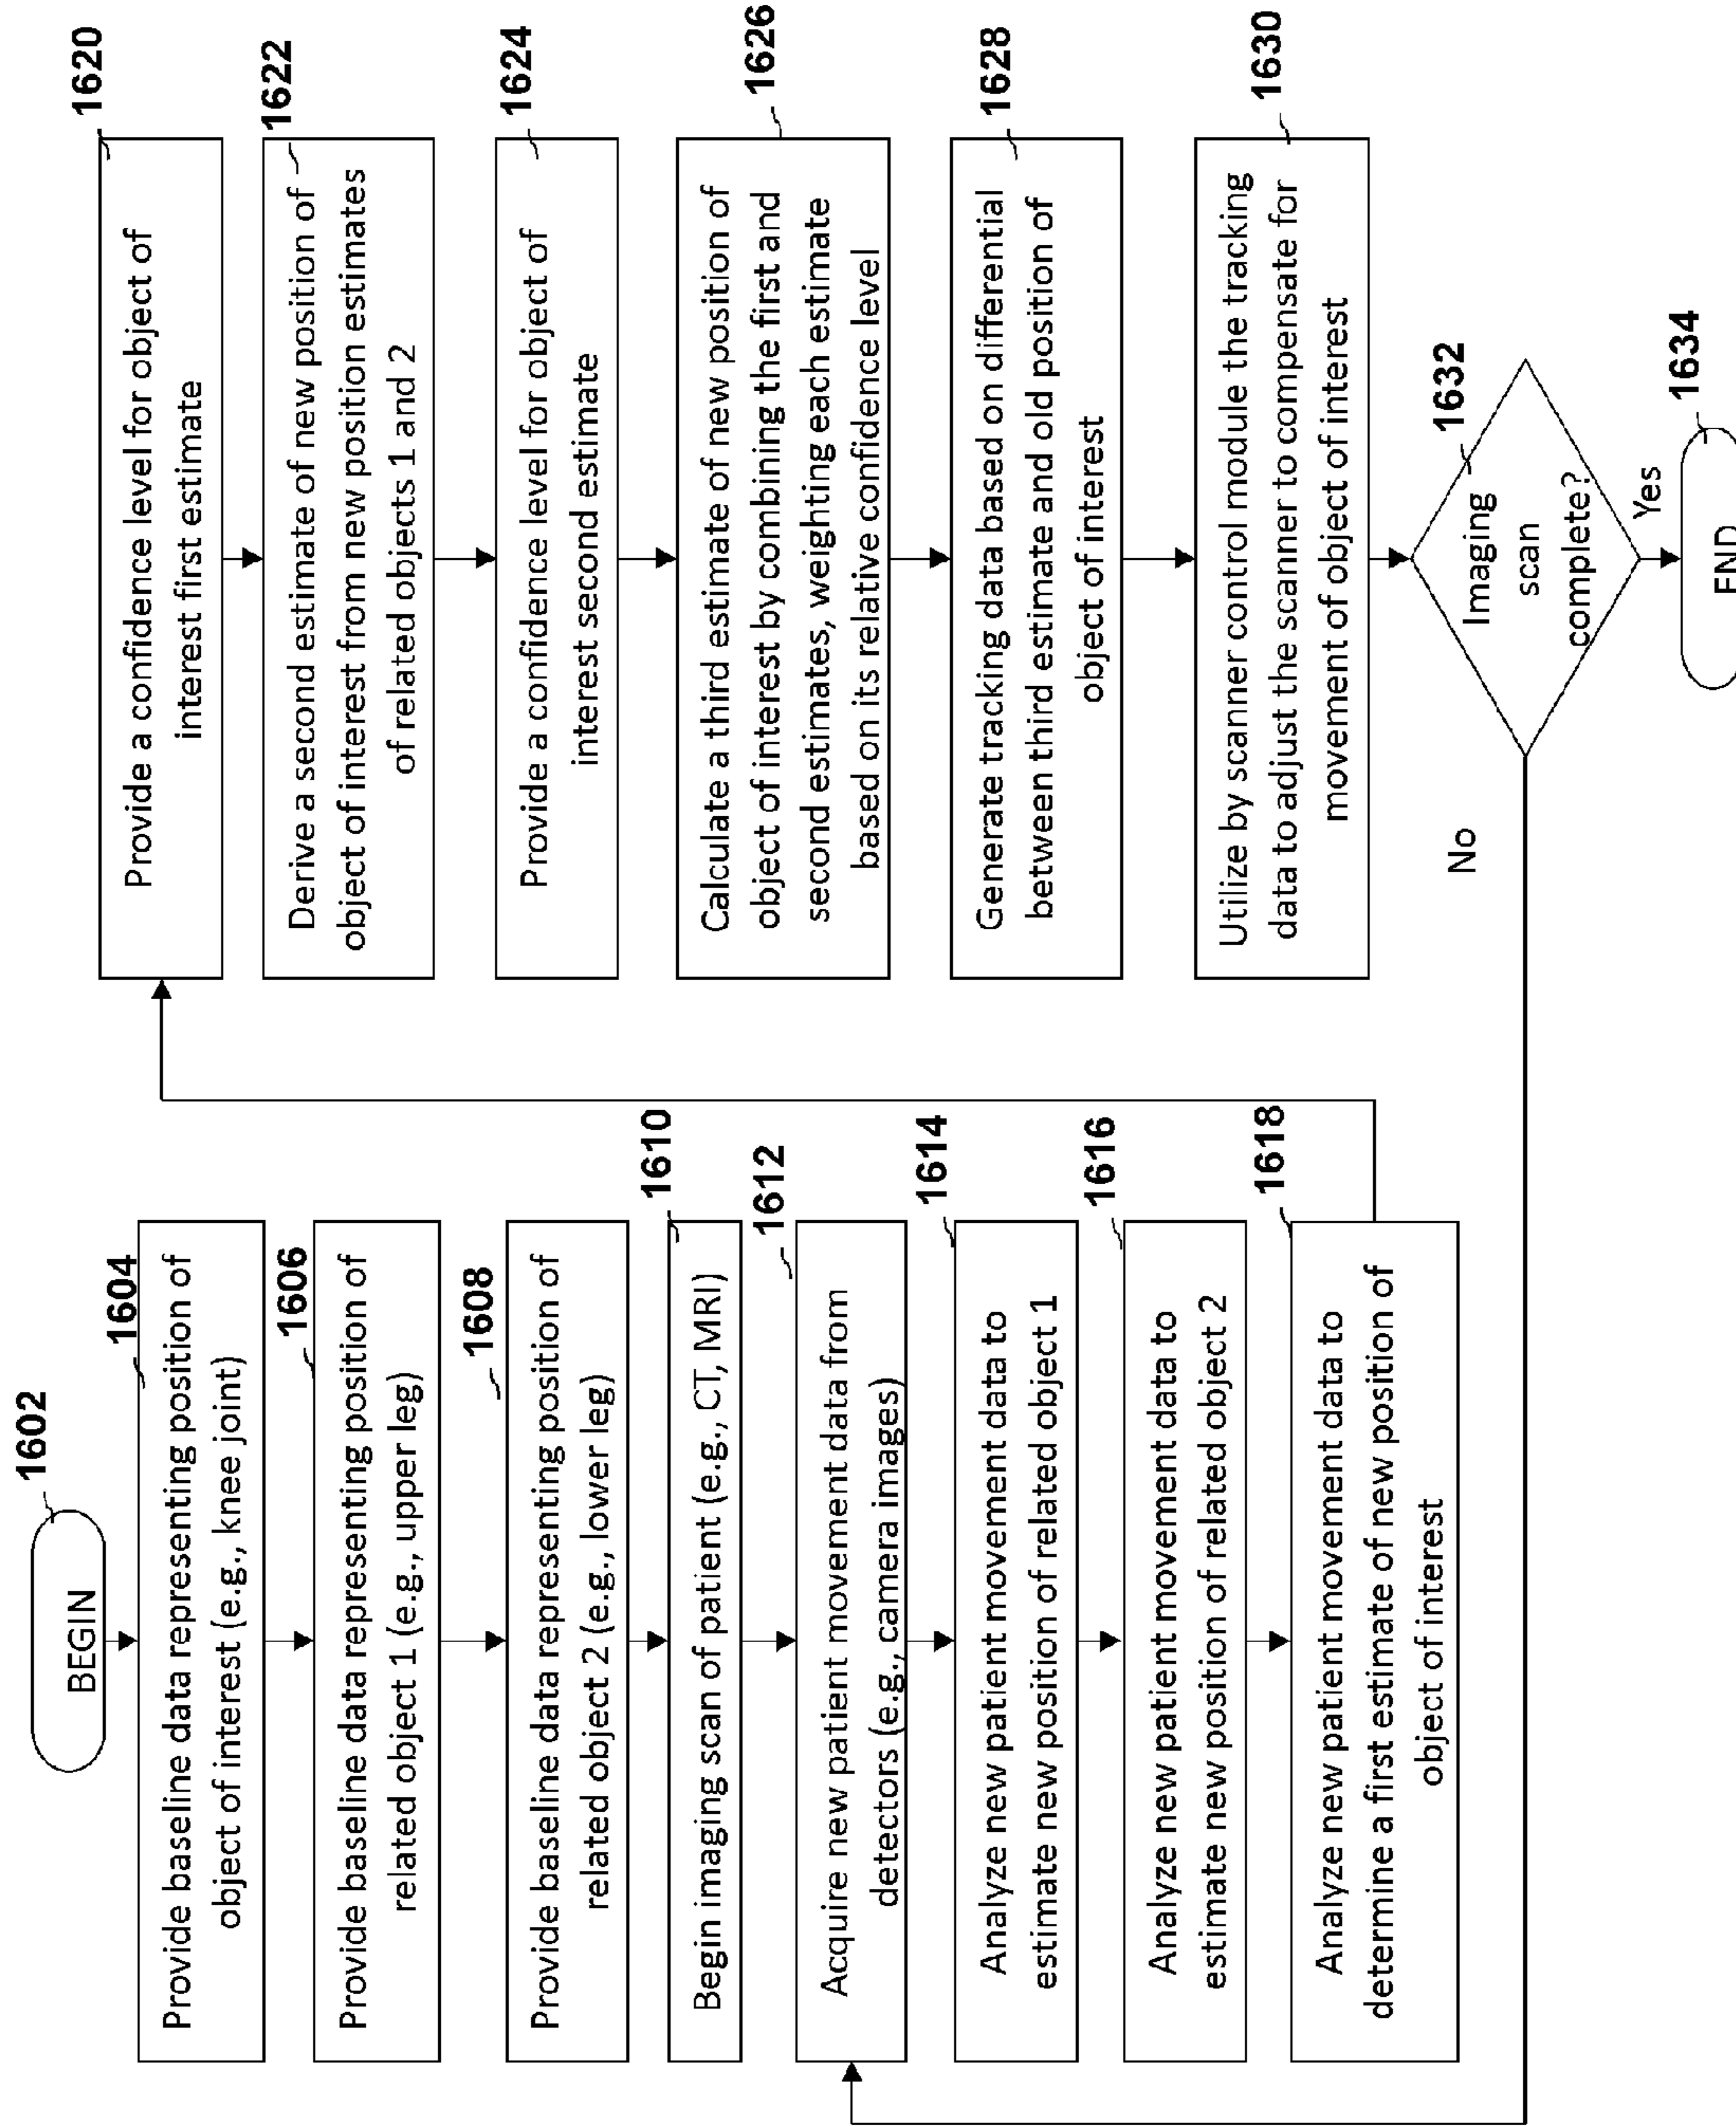 1602
BEGIN
1604
Provide baseline data representing position of
object of interest (e.g., knee joint)
1606
Provide baseline data representing position of
related object 1 (e.g., upper leg)
1608
Provide baseline data representing position of
related object 2 (e.g., lower leg)
1610
Begin imaging scan of patient (e.g., CT, MRI)
1612
Acquire new patient movement data from
detectors (e.g., camera images)
1614
Analyze new patient movement data to
estimate new position of related object 1
1616
Analyze new patient movement data to
estimate new position of related object 2
1618
Analyze new patient movement data to
determine a first estimate of new position of
object of interest
1620
Provide a confidence level for object of
interest first estimate
1622
Derive a second estimate of new position of
object of interest from new position estimates
of related objects 1 and 2
1624
Provide a confidence level for object of
interest second estimate
1626
Calculate a third estimate of new position of
object of interest by combining the first and
second estimates, weighting each estimate
based on its relative confidence level
1628
Generate tracking data based on differential
between third estimate and old position of
object of interest
1630
Utilize by scanner control module the tracking
data to adjust the scanner to compensate for
movement of object of interest
1632
Imaging
scan
complete?
No
Yes
1634
END